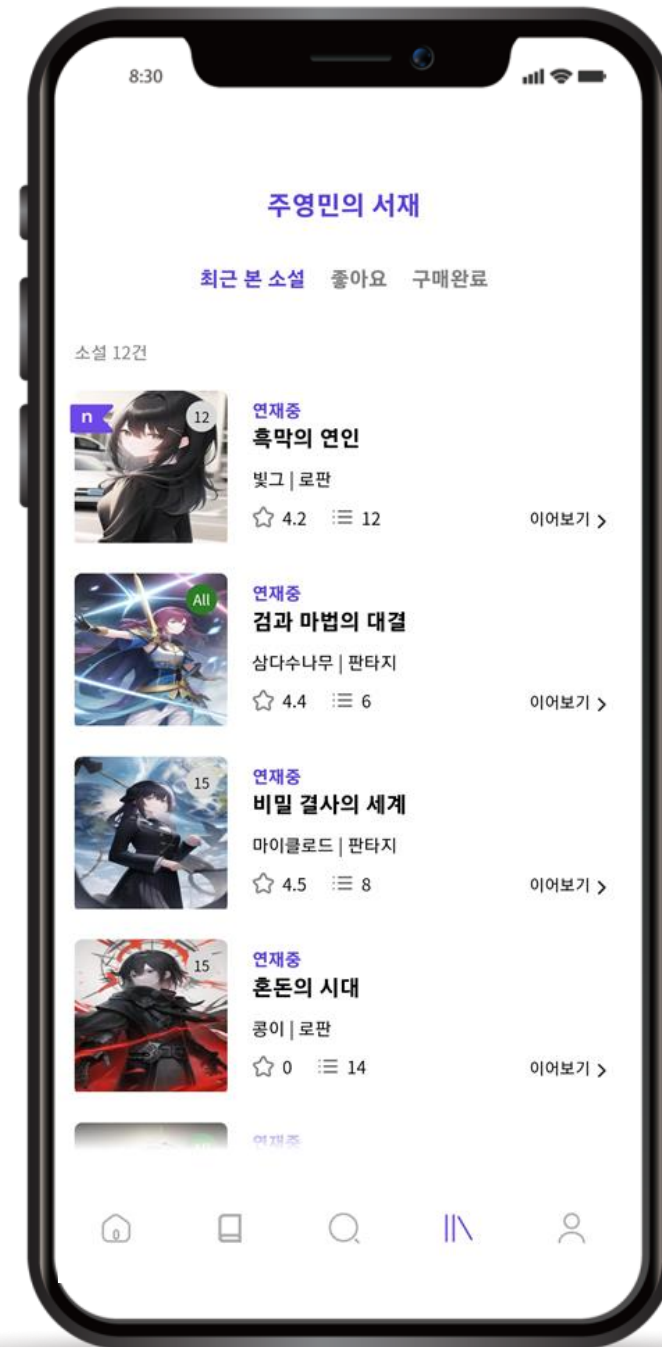 8:30
주영민의 서재
최근 본 소설 좋아요 구매완료
소설 12건
n
12
연재중
흑막의 연인
빛그 | 로판
4.2 12 이어보기 >
All
연재중
검과 마법의 대결
삼다수나무 | 판타지
4.4 6 이어보기 >
15
연재중
비밀 결사의 세계
마이클로드 | 판타지
4.5 8 이어보기 >
15
연재중
혼돈의 시대
콩이 | 로판
0 14 이어보기 >
연재중